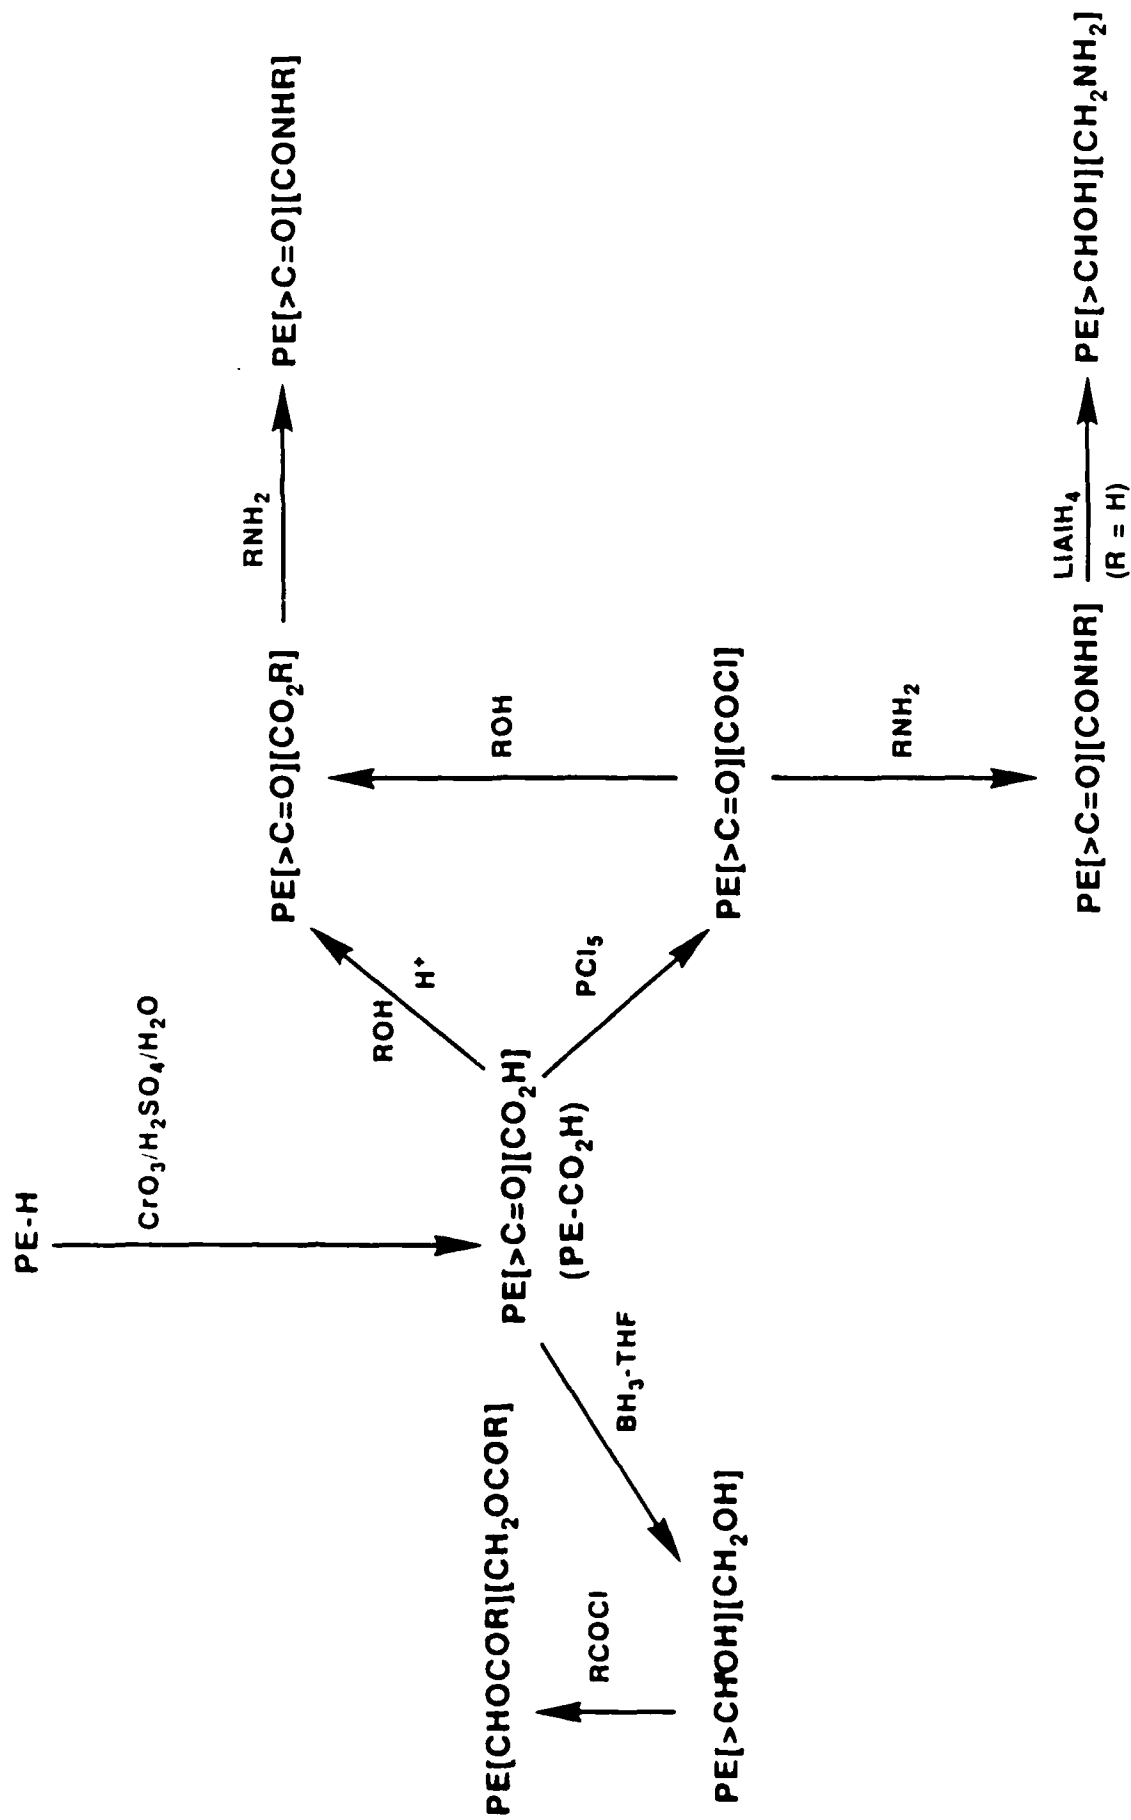 PE-H
CrO₃/H₂SO₄/H₂O
PE[>C=O][CO₂H]
(PE-CO₂H)
ROH
H⁺
PE[>C=O][CO₂R]
RNH₂
PE[>C=O][CONHR]
PCl₅
PE[>C=O][COCl]
ROH
RNH₂
PE[>C=O][CONHR]
LiAlH₄
(R = H)
PE[>CHOH][CH₂NH₂]
BH₃-THF
PE[>CHOH][CH₂OH]
RCOCl
PE[CHOCOR][CH₂OCOR]